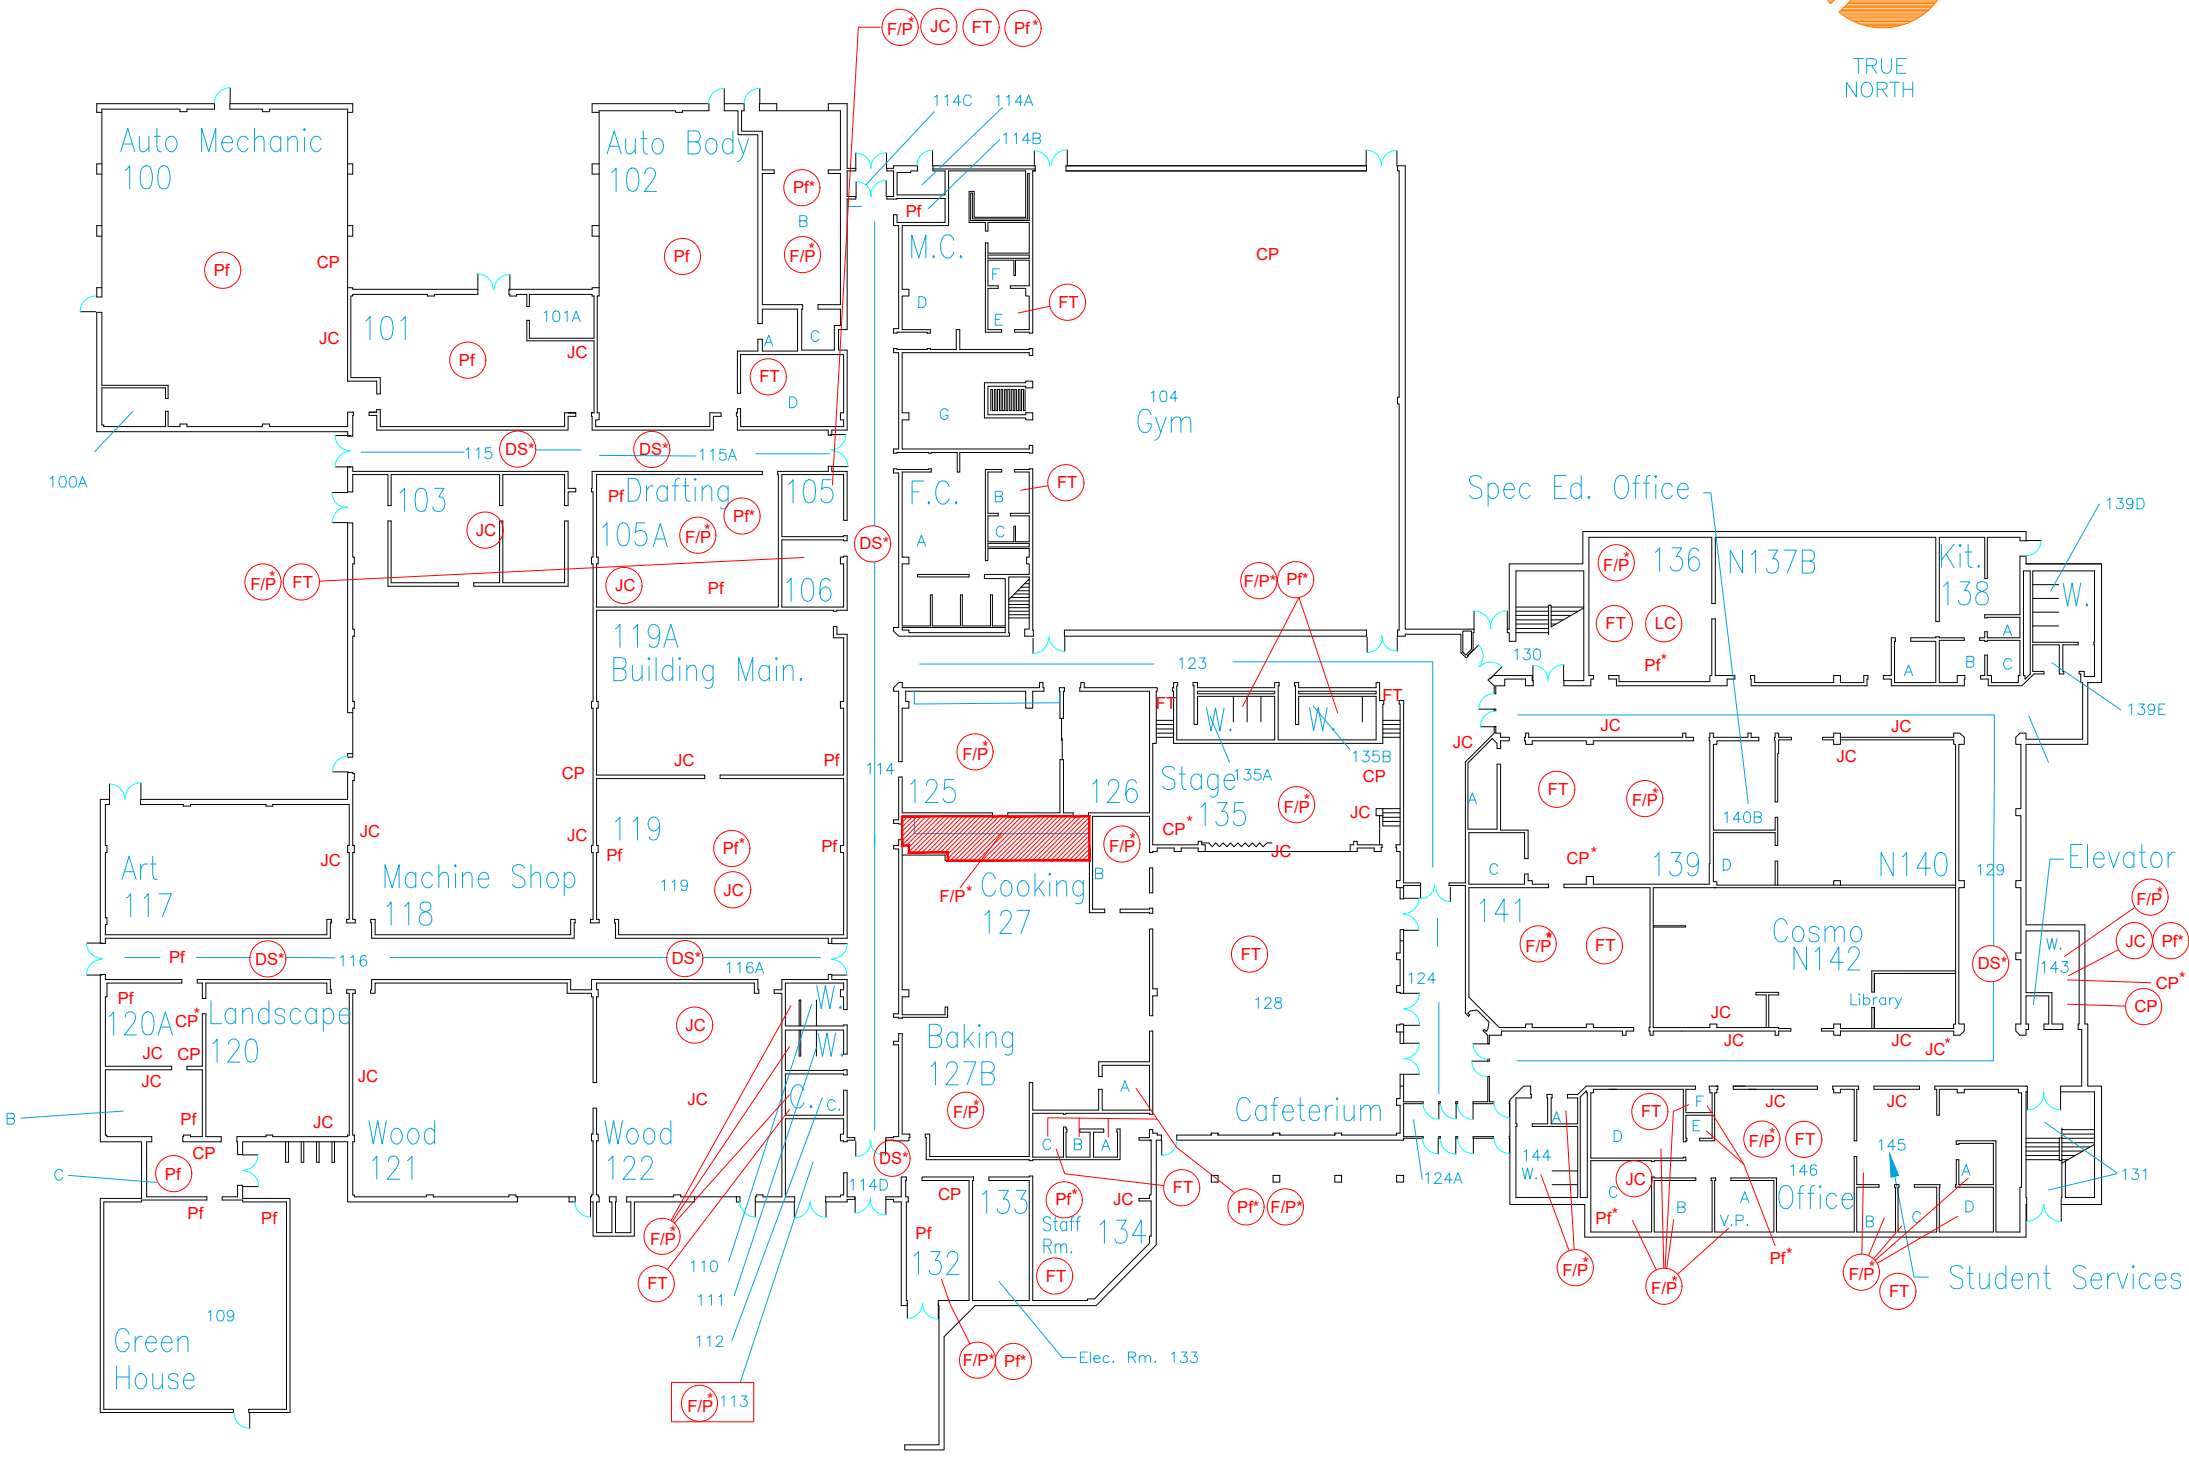 F/P* JC FT Pf*
TRUE
NORTH
114C
114A
114B
Auto Mechanic
100
Pf
CP
JC
100A
101
101A
Pf
JC
Auto Body
102
Pf
Pf*
B
F/P*
A
C
FT
D
Pf
M.C.
D
F
E
FT
G
F.C.
A
B
C
FT
CP
104
Gym
115
DS*
DS*
115A
103
JC
Pf
Drafting
Pf*
105A
F/P*
JC
Pf
105
106
F/P* FT
DS*
119A
Building Main.
JC
Pf
CP
JC
119
Pf
Pf*
JC
119
Pf
Art
117
JC
JC
Machine Shop
118
Pf
DS*
116
DS*
116A
Pf
120A
CP*
JC
CP
JC
Pf
B
Landscape
120
JC
CP
C
Pf
Pf
Pf
109
Green
House
JC
Wood
121
JC
JC
Wood
122
W.
W.
C.
C.
F/P*
FT
110
111
112
F/P* 113
114
114D
DS*
123
F/P* Pf*
125
F/P*
126
FT
W.
W.
FT
135A
135B
Stage
135
CP
F/P*
JC
CP*
JC
F/P*
B
F/P*
Cooking
127
Baking
127B
F/P*
A
C
B
A
FT
Pf* F/P*
FT
128
Cafeterium
124
124A
CP
Pf
132
133
Pf*
Staff
Rm.
JC
134
FT
F/P* Pf*
Elec. Rm. 133
Spec Ed. Office
130
F/P*
136
FT
LC
Pf*
N137B
A
Kit.
138
A
B
C
W.
139D
139E
JC
JC
JC
JC
A
C
FT
F/P*
CP*
139
140B
D
N140
129
Elevator
F/P*
JC Pf*
CP*
CP
W.
143
DS*
141
F/P*
FT
Cosmo
N142
Library
JC
JC
JC
JC*
A
144
W.
F/P*
FT
D
F
E
JC
F/P*
FT
C
JC
Pf*
B
A
V.P.
146
Office
F/P*
Pf*
JC
145
A
B
C
D
F/P*
FT
Student Services
131